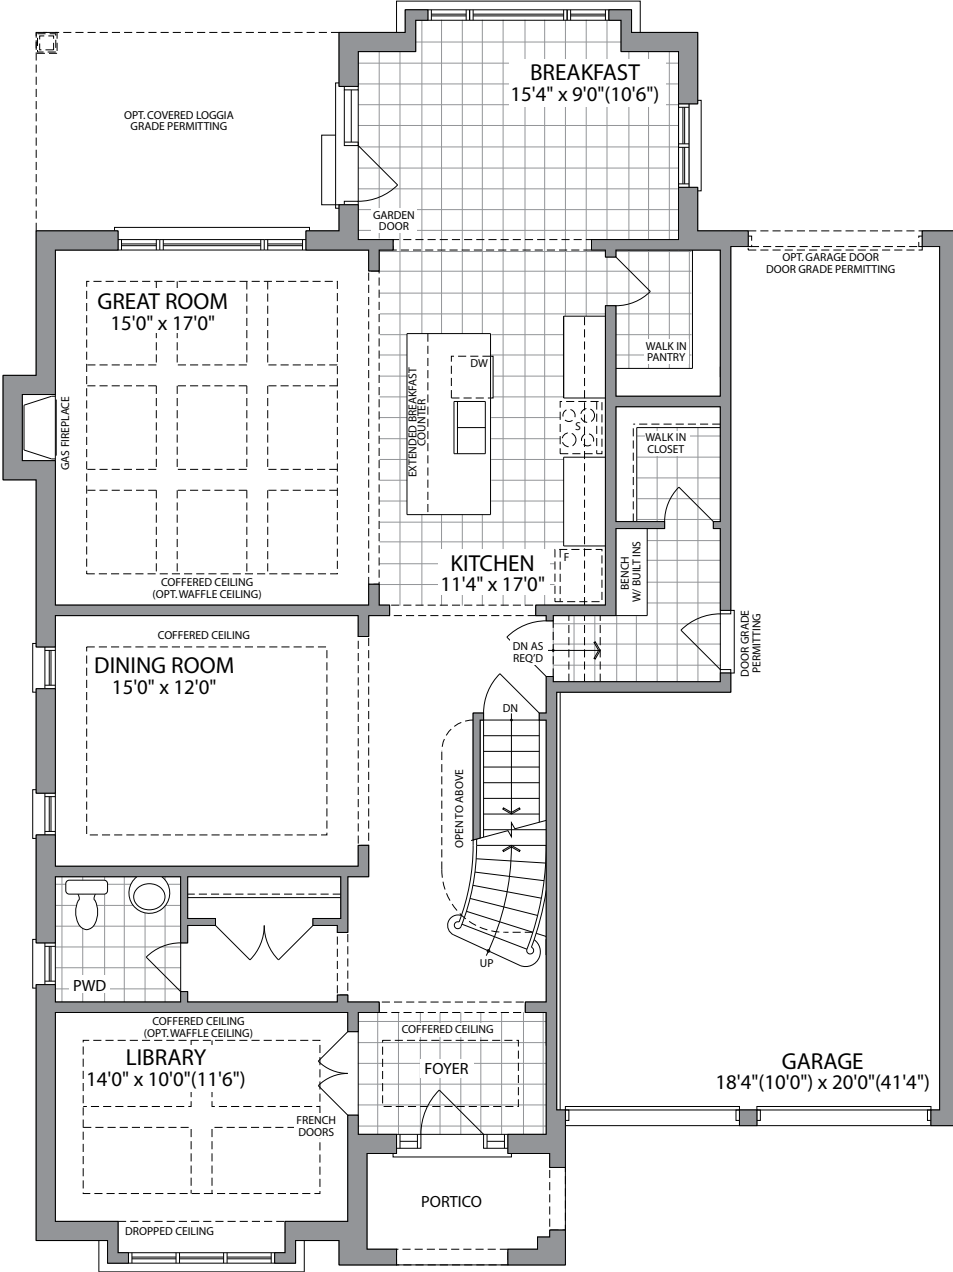 BREAKFAST
15'4" x 9'0"(10'6")
OPT. COVERED LOGGIA
GRADE PERMITTING
GARDEN
DOOR
OPT. GARAGE DOOR
DOOR GRADE PERMITTING
GREAT ROOM
15'0" x 17'0"
WALK IN
PANTRY
DW
EXTENDED BREAKFAST
COUNTER
S
GAS FIREPLACE
WALK IN
CLOSET
KITCHEN
11'4" x 17'0"
F
BENCH
W/ BUILT INS
COFFERED CEILING
(OPT. WAFFLE CEILING)
COFFERED CEILING
DINING ROOM
15'0" x 12'0"
DN AS
REQ'D
DOOR GRADE
PERMITTING
DN
OPEN TO ABOVE
UP
PWD
COFFERED CEILING
(OPT. WAFFLE CEILING)
LIBRARY
14'0" x 10'0"(11'6")
FRENCH
DOORS
COFFERED CEILING
FOYER
GARAGE
18'4"(10'0") x 20'0"(41'4")
PORTICO
DROPPED CEILING